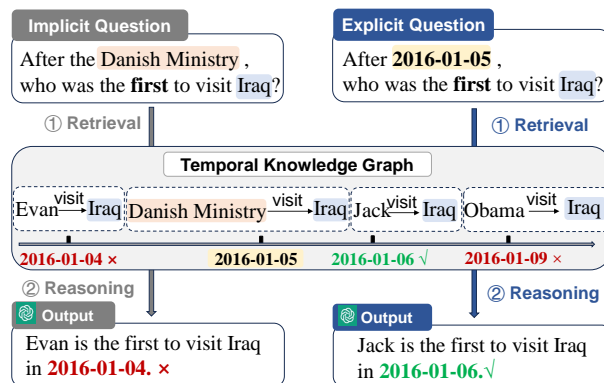 Implicit Question
After the Danish Ministry ,
who was the first to visit Iraq?
Explicit Question
After 2016-01-05 ,
who was the first to visit Iraq?
① Retrieval
① Retrieval
Temporal Knowledge Graph
Evan visit Iraq
Danish Ministry visit Iraq
Jack visit Iraq
Obama visit Iraq
2016-01-04 × 2016-01-05 2016-01-06 √ 2016-01-09 ×
② Reasoning
② Reasoning
Output
Evan is the first to visit Iraq
in 2016-01-04. ×
Output
Jack is the first to visit Iraq
in 2016-01-06.√